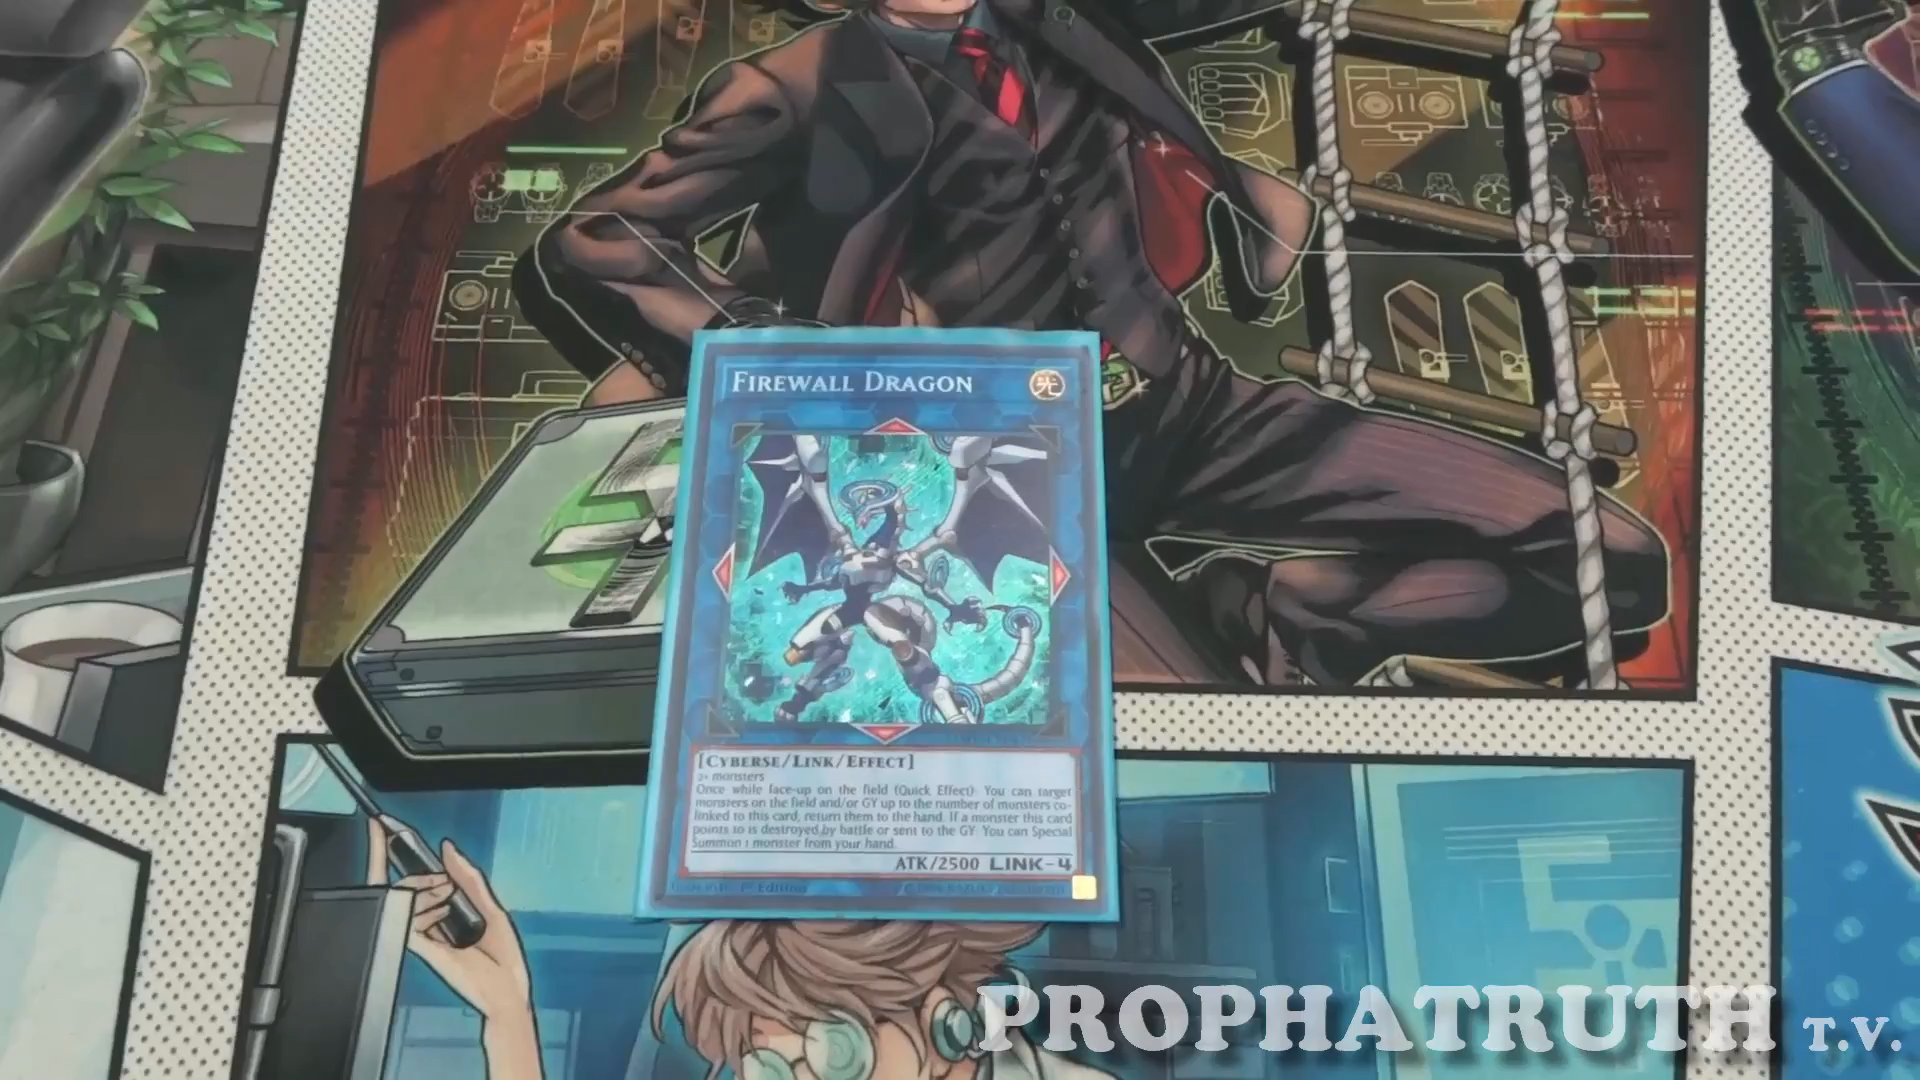 FIREWALL DRAGON
光
[CYBERSE/LINK/EFFECT]
2+ monsters
Once while face-up on the field (Quick Effect): You can target
monsters on the field and/or GY up to the number of monsters co-
linked to this card, return them to the hand. If a monster this card
points to is destroyed by battle or sent to the GY: You can Special
Summon 1 monster from your hand.
ATK/2500 LINK-4
1st Edition
PROPHATRUTH T.V.